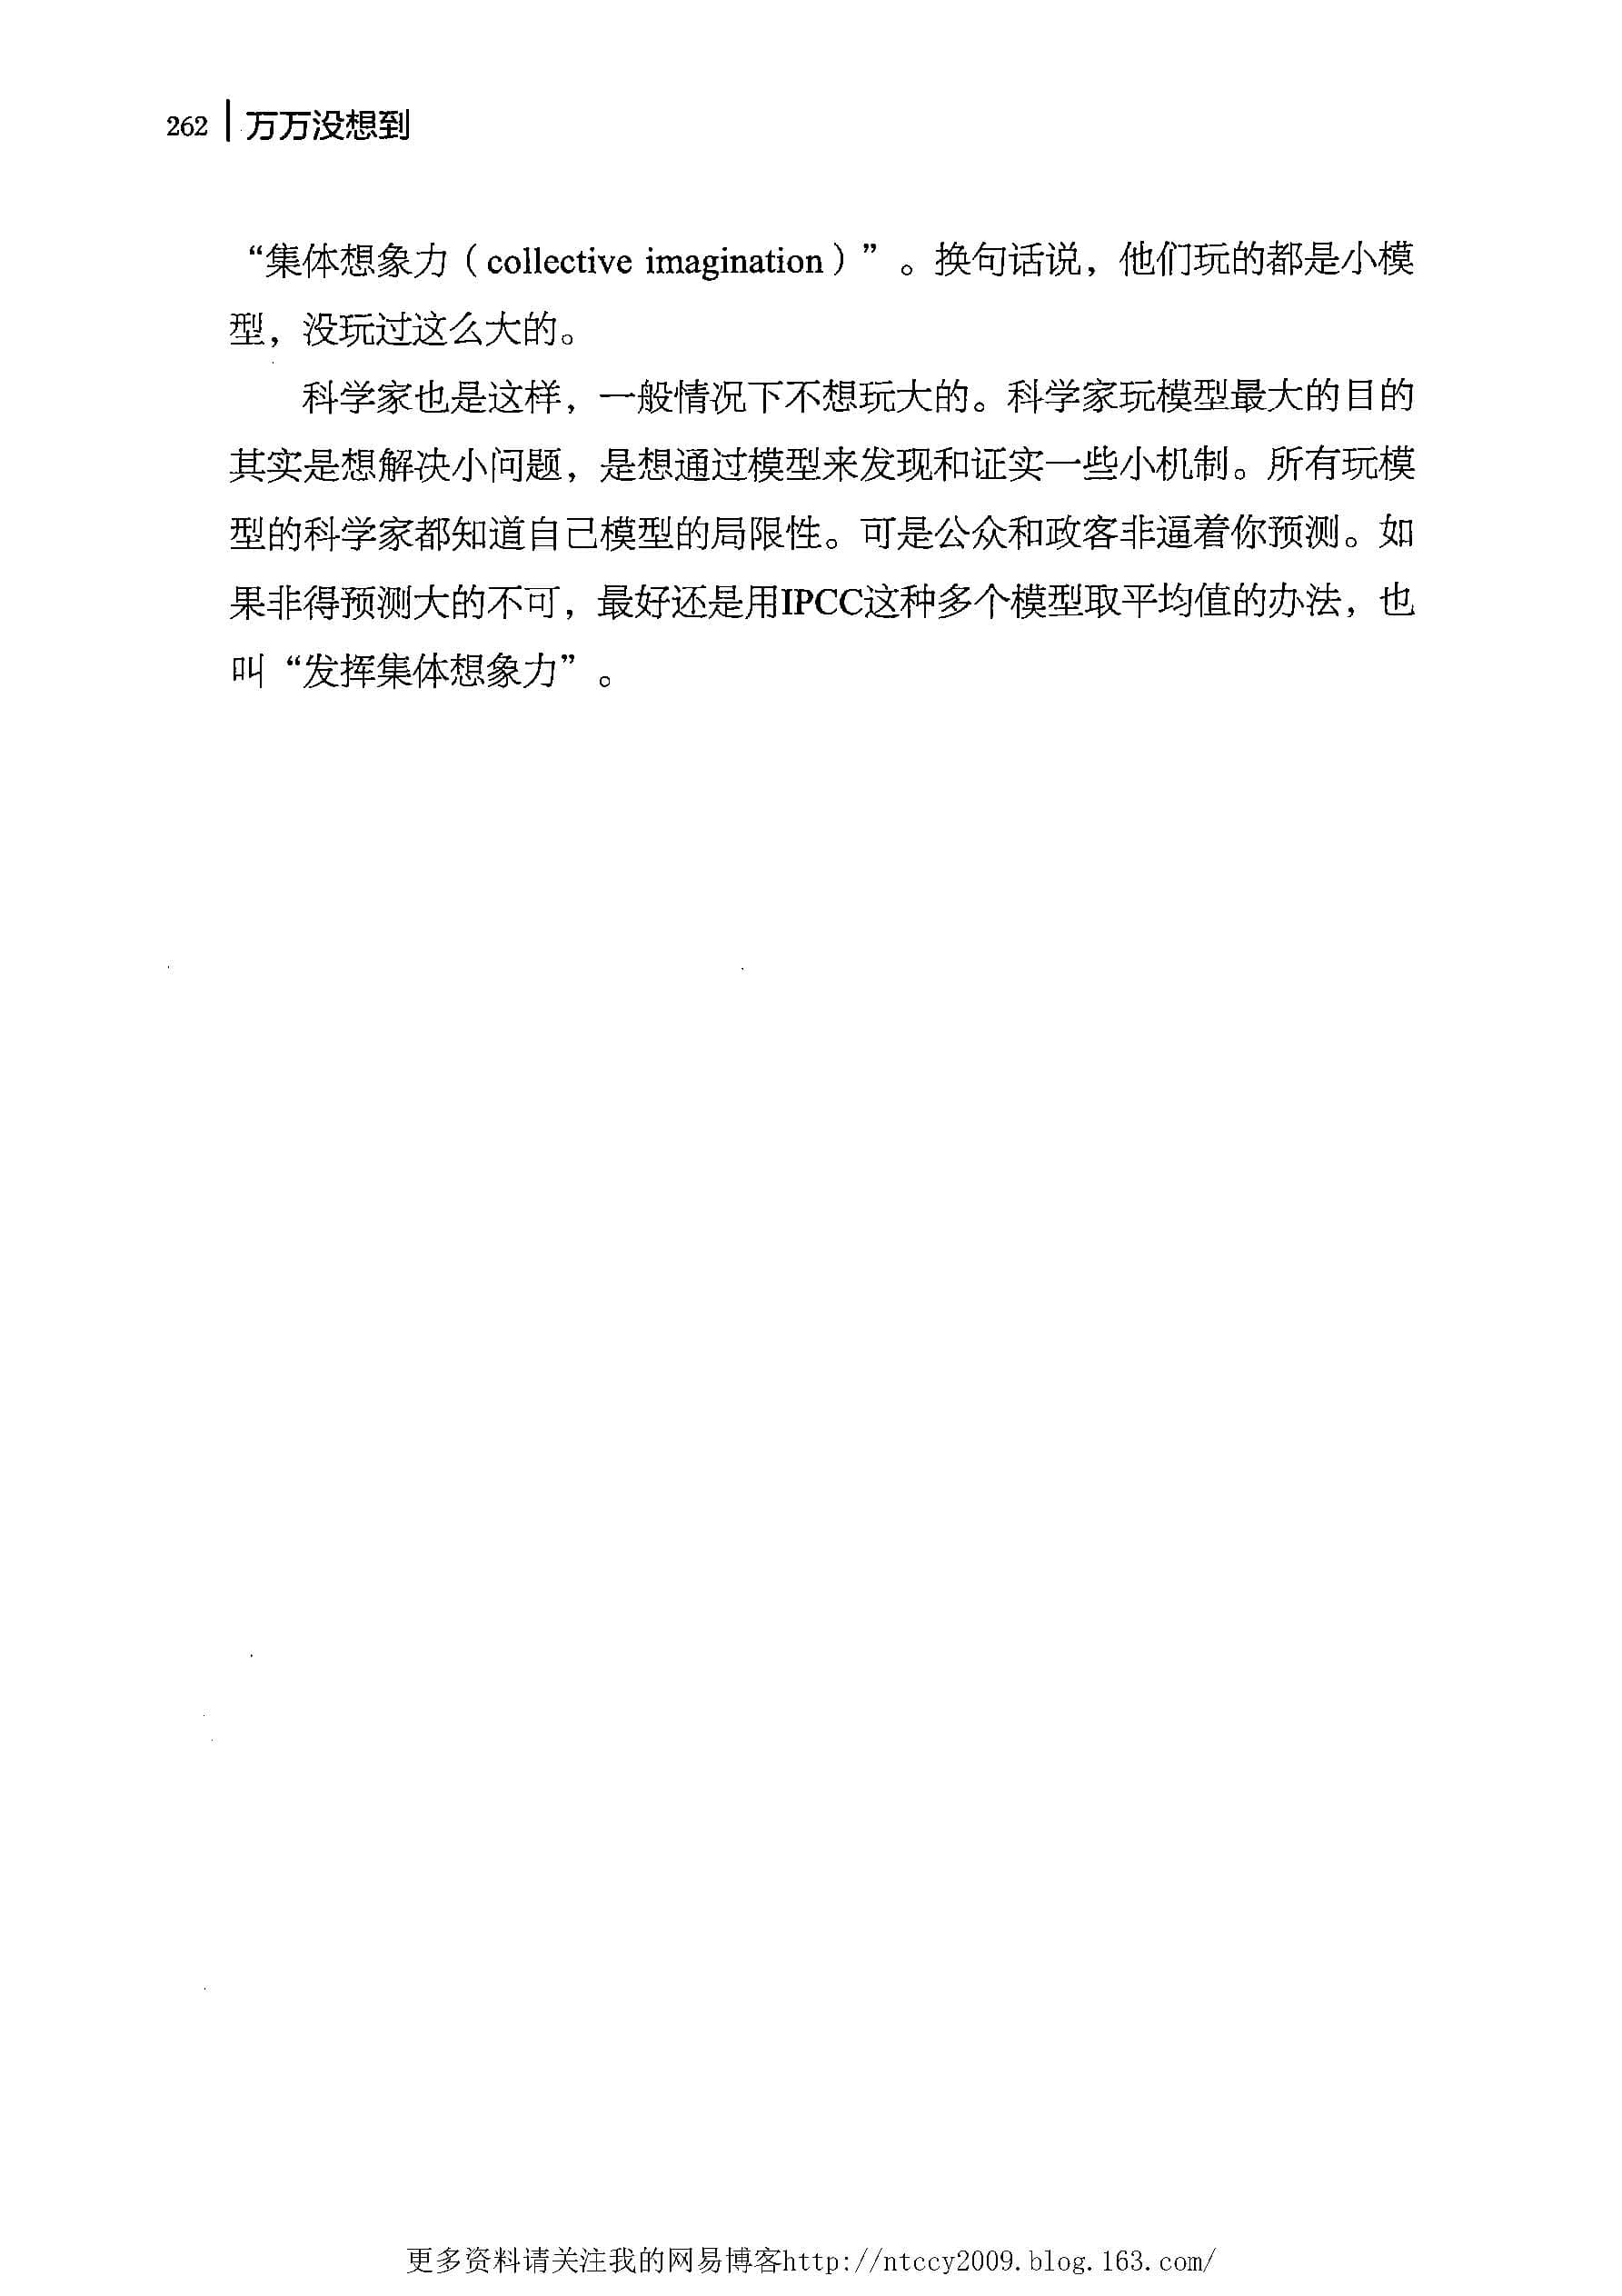 262 | 万万没想到
“集体想象力（collective imagination）”。换句话说，他们玩的都是小模
型，没玩过这么大的。
科学家也是这样，一般情况下不想玩大的。科学家玩模型最大的目的
其实是想解决小问题，是想通过模型来发现和证实一些小机制。所有玩模
型的科学家都知道自己模型的局限性。可是公众和政客非逼着你预测。如
果非得预测大的不可，最好还是用IPCC这种多个模型取平均值的办法，也
叫“发挥集体想象力”。
更多资料请关注我的网易博客http://ntccy2009.blog.163.com/